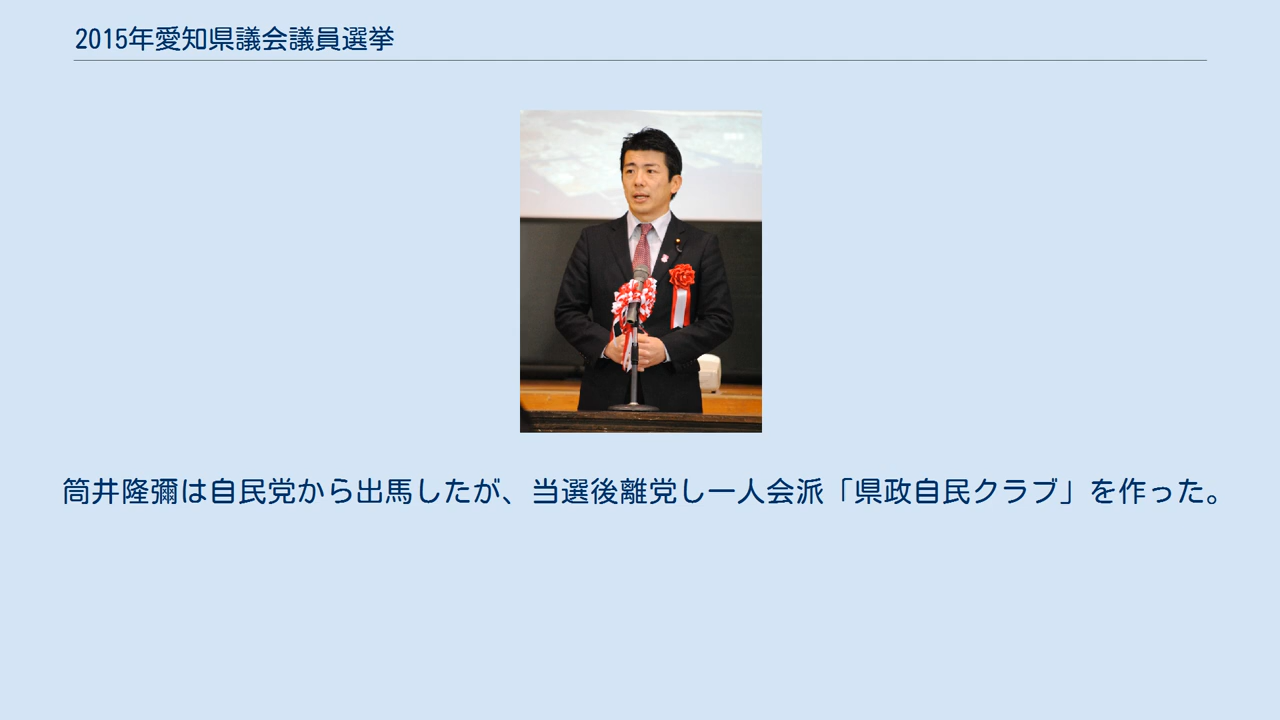 2015年愛知県議会議員選挙
筒井隆彌は自民党から出馬したが、当選後離党し一人会派「県政自民クラブ」を作った。